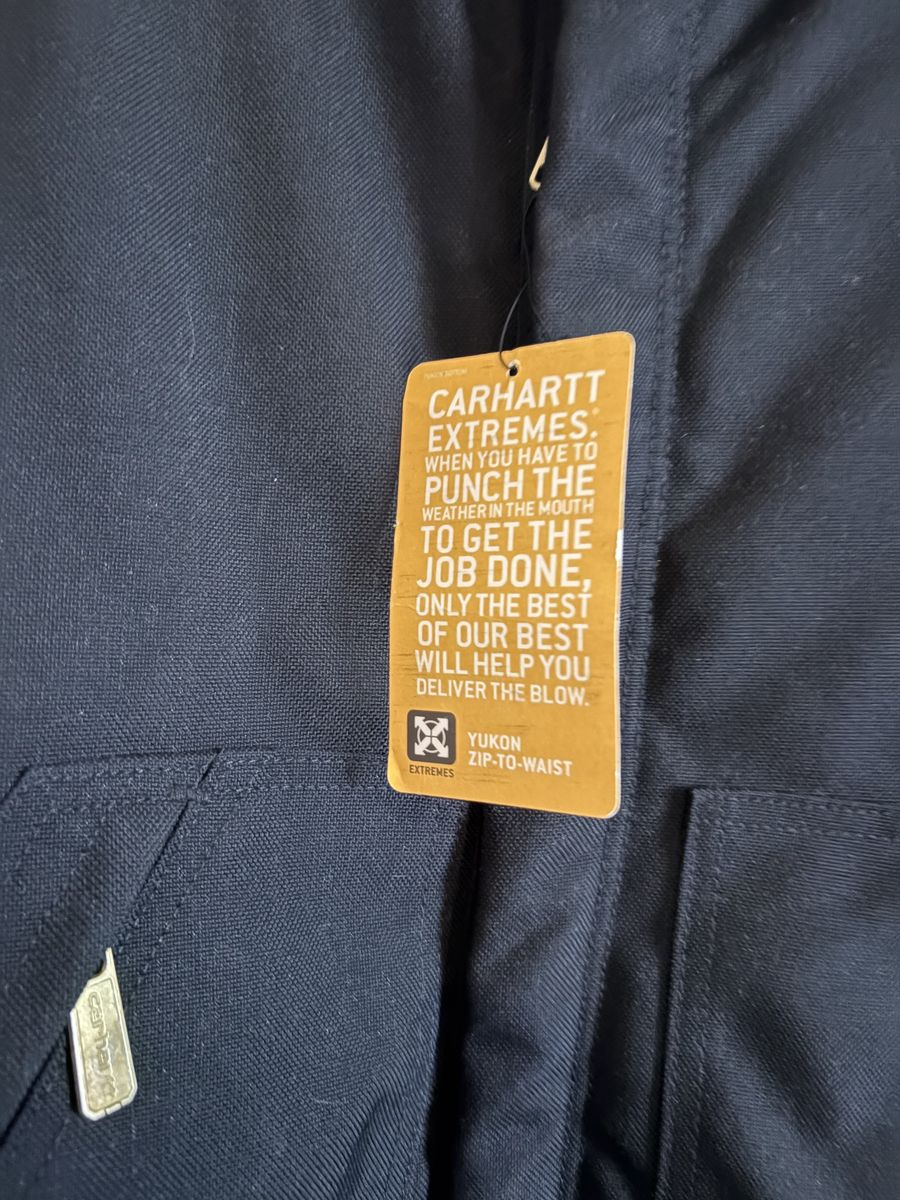 CARHARTT
EXTREMES.®
WHEN YOU HAVE TO
PUNCH THE
WEATHER IN THE MOUTH
TO GET THE
JOB DONE,
ONLY THE BEST
OF OUR BEST
WILL HELP YOU
DELIVER THE BLOW.
YUKON
ZIP-TO-WAIST
EXTREMES
carhartt